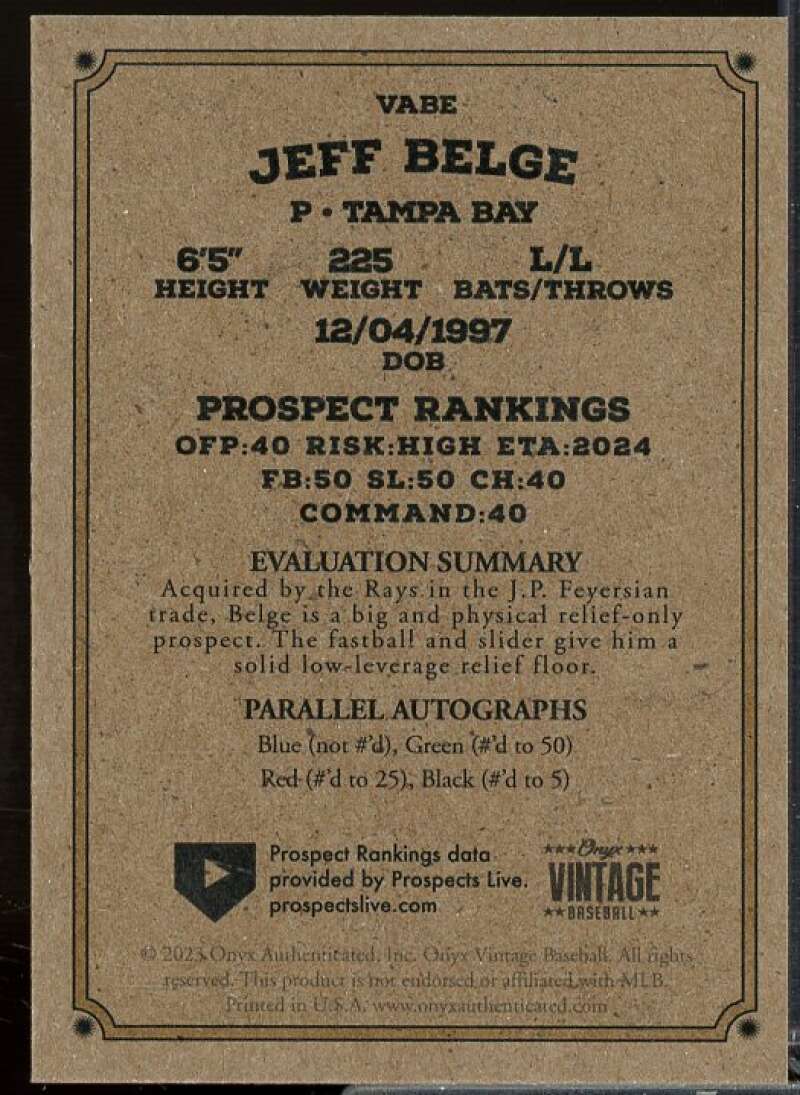 VABE
JEFF BELGE
P • TAMPA BAY
6'5" 225 L/L
HEIGHT WEIGHT BATS/THROWS
12/04/1997
DOB
PROSPECT RANKINGS
OFP:40 RISK:HIGH ETA:2024
FB:50 SL:50 CH:40
COMMAND:40
EVALUATION SUMMARY
Acquired by the Rays in the J.P. Feyersian
trade, Belge is a big and physical relief-only
prospect. The fastball and slider give him a
solid low-leverage relief floor.
PARALLEL AUTOGRAPHS
Blue (not #'d), Green (#'d to 50)
Red (#'d to 25), Black (#'d to 5)
Prospect Rankings data
provided by Prospects Live.
prospectslive.com
Onyx
VINTAGE
BASEBALL
© 2023 Onyx Authenticated, Inc. Onyx Vintage Baseball. All rights
reserved. This product is not endorsed or affiliated with MLB.
Printed in U.S.A. www.onyxauthenticated.com